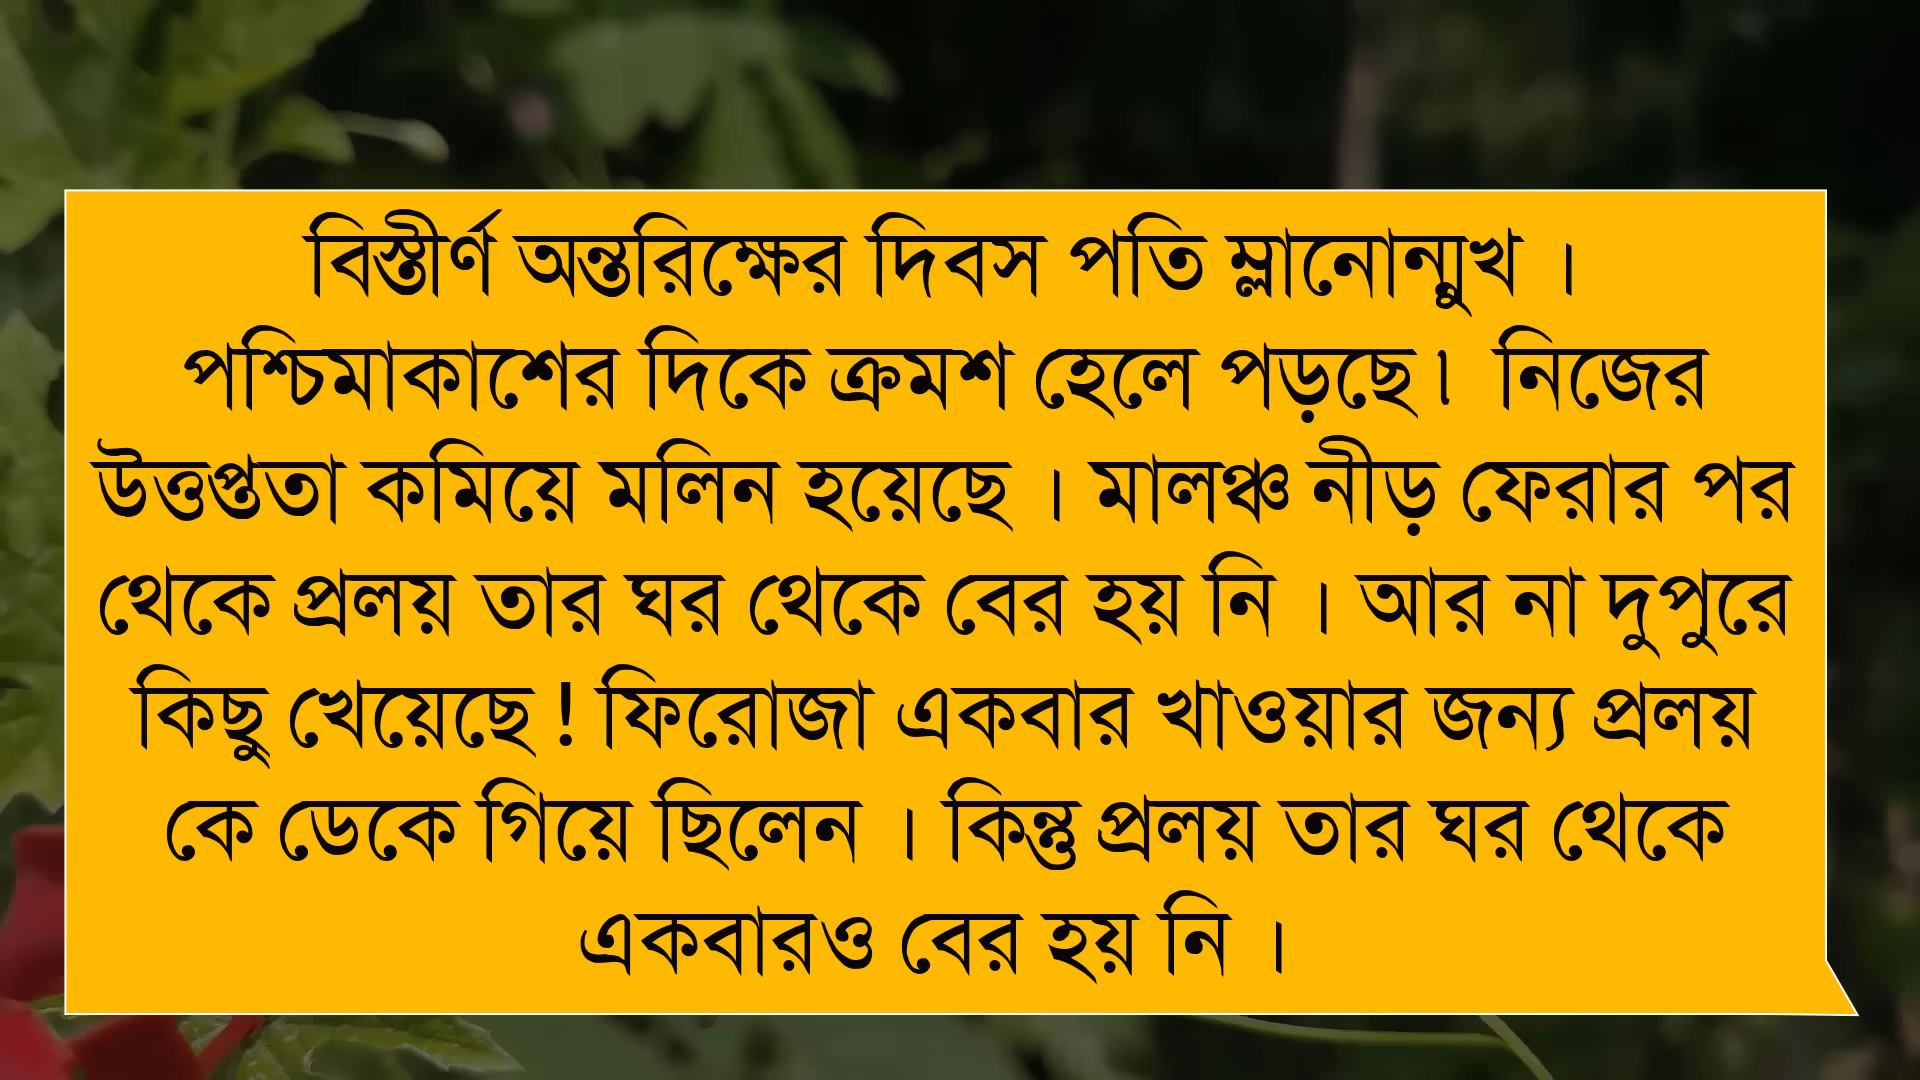 বিস্তীর্ণ অন্তরিক্ষের দিবস পতি ম্লানোন্মুখ ।
পশ্চিমাকাশের দিকে ক্রমশ হেলে পড়ছে ৷ নিজের
উত্তপ্ততা কমিয়ে মলিন হয়েছে । মালঞ্চ নীড় ফেরার পর
থেকে প্রলয় তার ঘর থেকে বের হয় নি । আর না দুপুরে
কিছু খেয়েছে ! ফিরোজা একবার খাওয়ার জন্য প্রলয়
কে ডেকে গিয়ে ছিলেন । কিন্তু প্রলয় তার ঘর থেকে
একবারও বের হয় নি ।